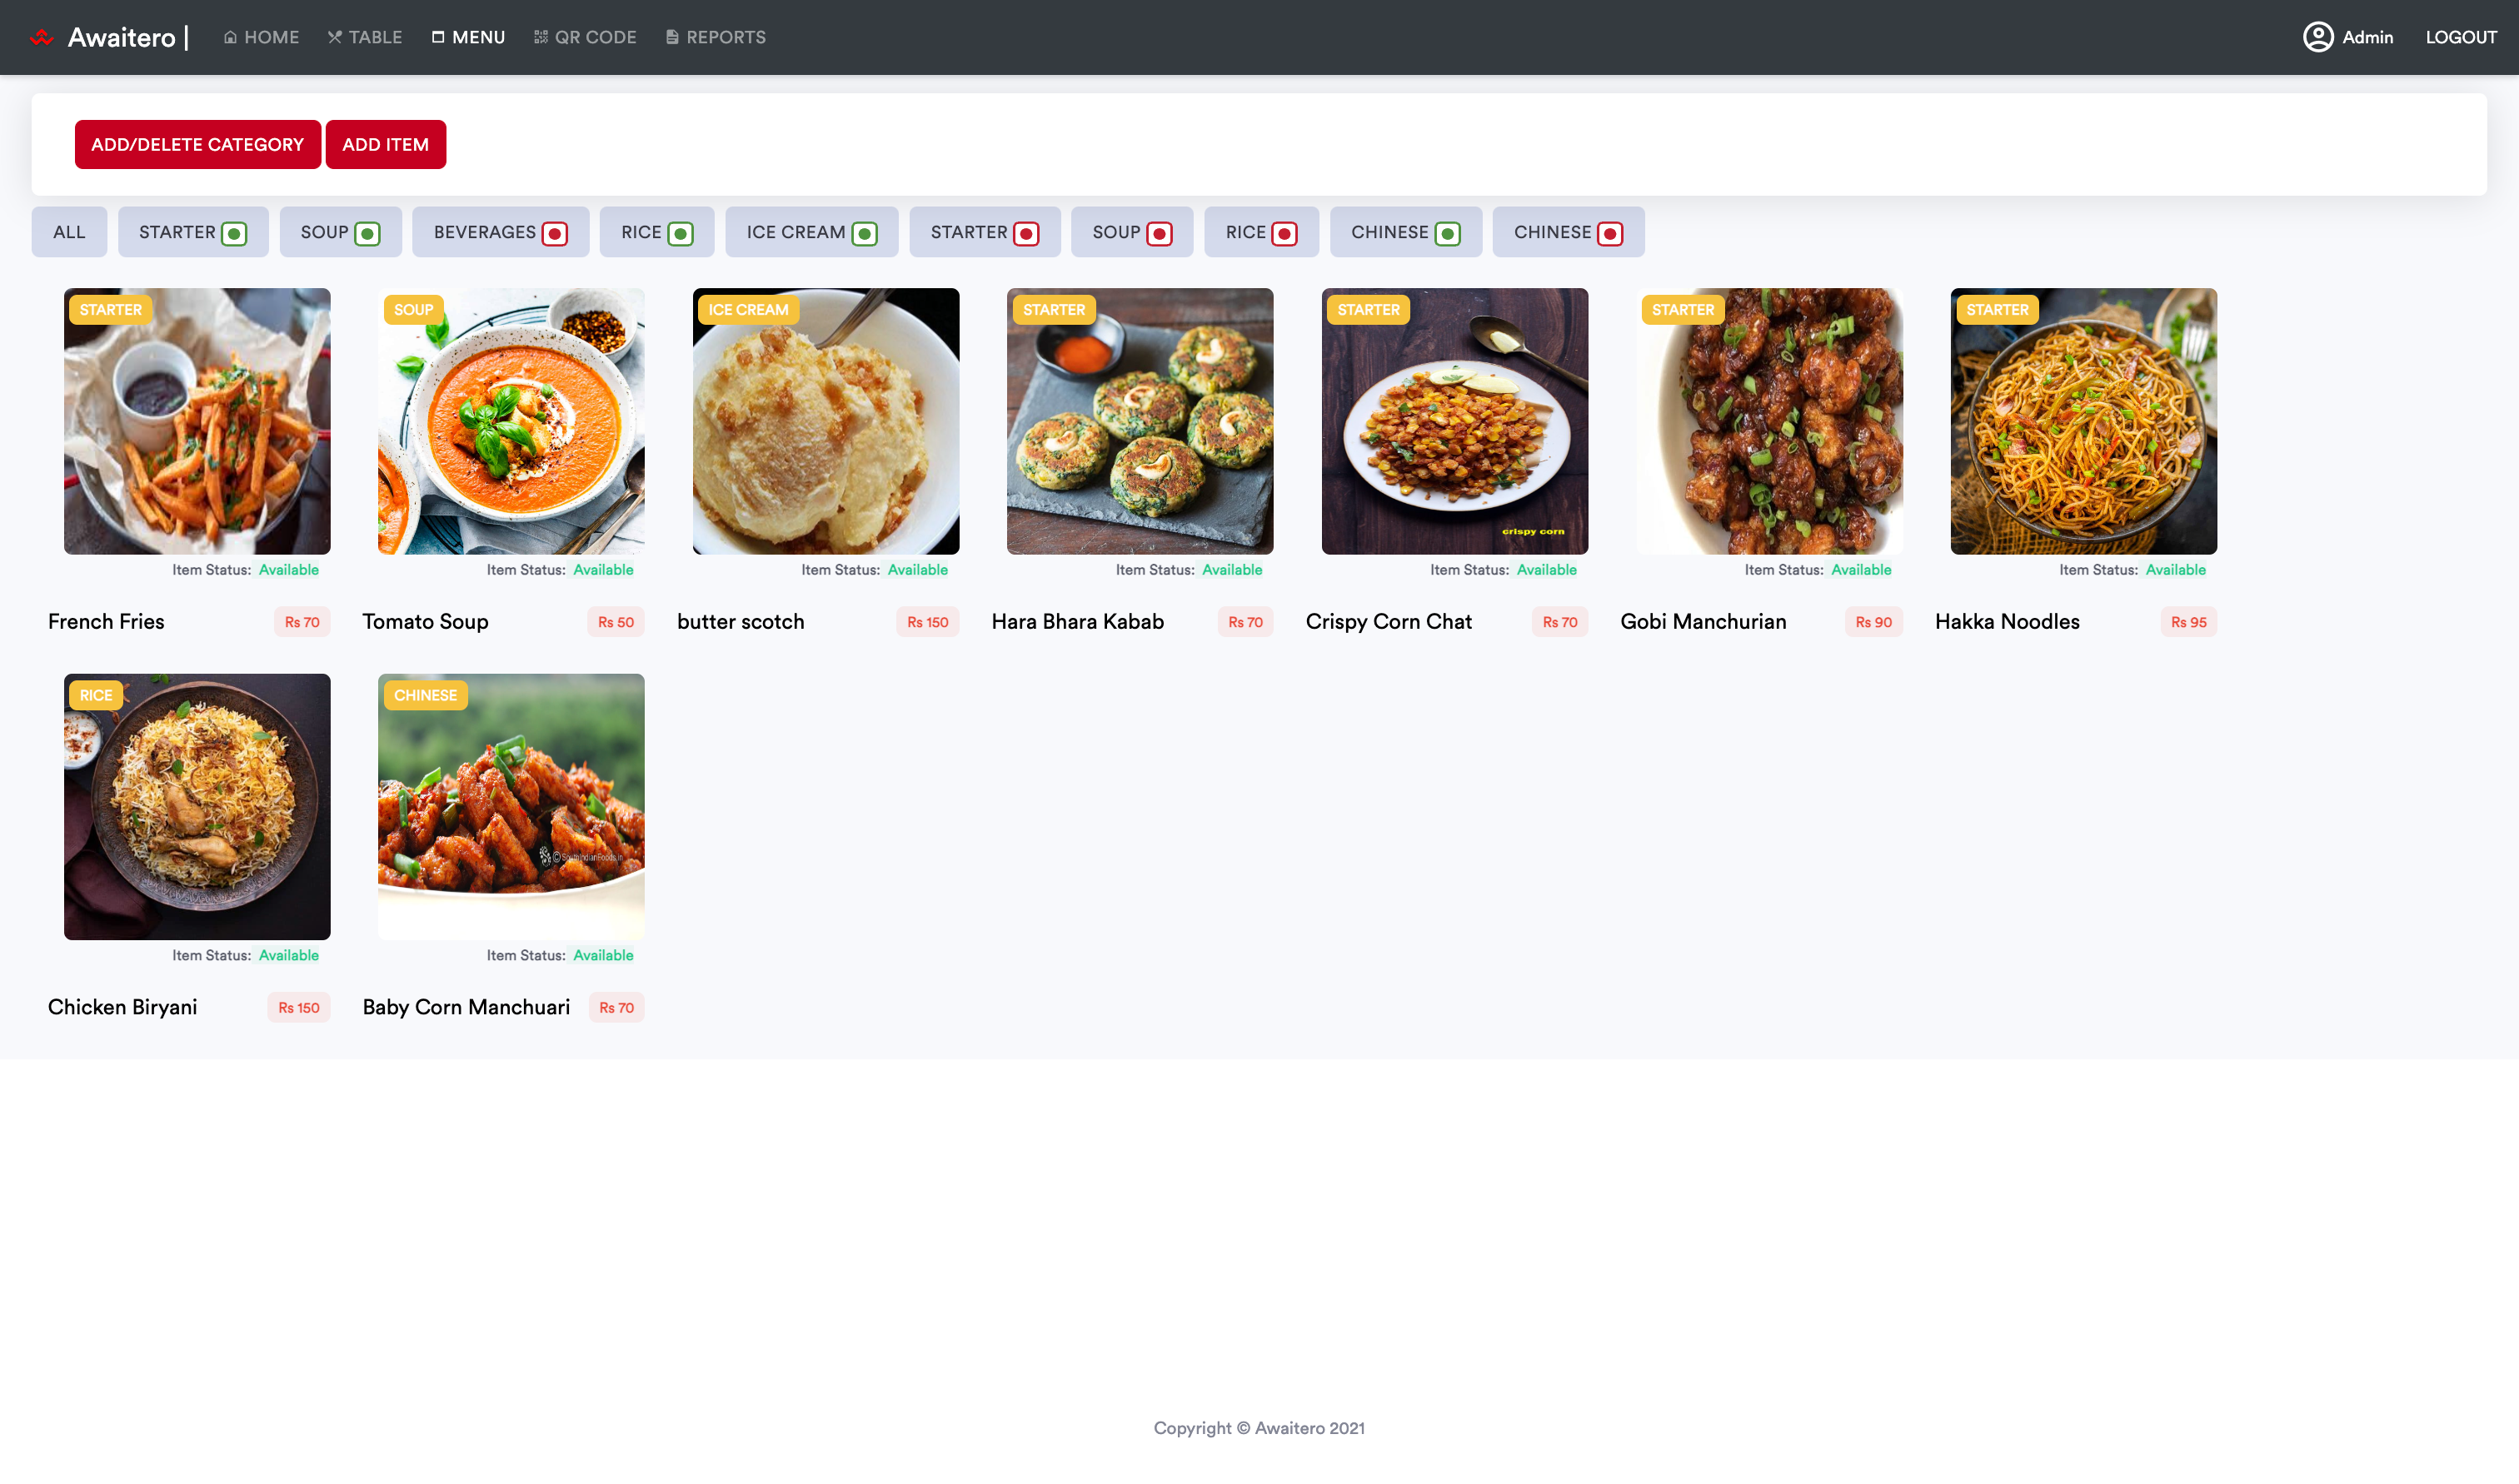 Awaitero | HOME TABLE MENU QR CODE REPORTS Admin LOGOUT
ADD/DELETE CATEGORY ADD ITEM
ALL STARTER SOUP BEVERAGES RICE ICE CREAM STARTER SOUP RICE CHINESE CHINESE
STARTER SOUP ICE CREAM STARTER STARTER STARTER STARTER
crispy corn
Item Status: Available Item Status: Available Item Status: Available Item Status: Available Item Status: Available Item Status: Available Item Status: Available
French Fries Rs 70 Tomato Soup Rs 50 butter scotch Rs 150 Hara Bhara Kabab Rs 70 Crispy Corn Chat Rs 70 Gobi Manchurian Rs 90 Hakka Noodles Rs 95
RICE CHINESE
© SouthIndianFoods.in
Item Status: Available Item Status: Available
Chicken Biryani Rs 150 Baby Corn Manchuari Rs 70
Copyright © Awaitero 2021